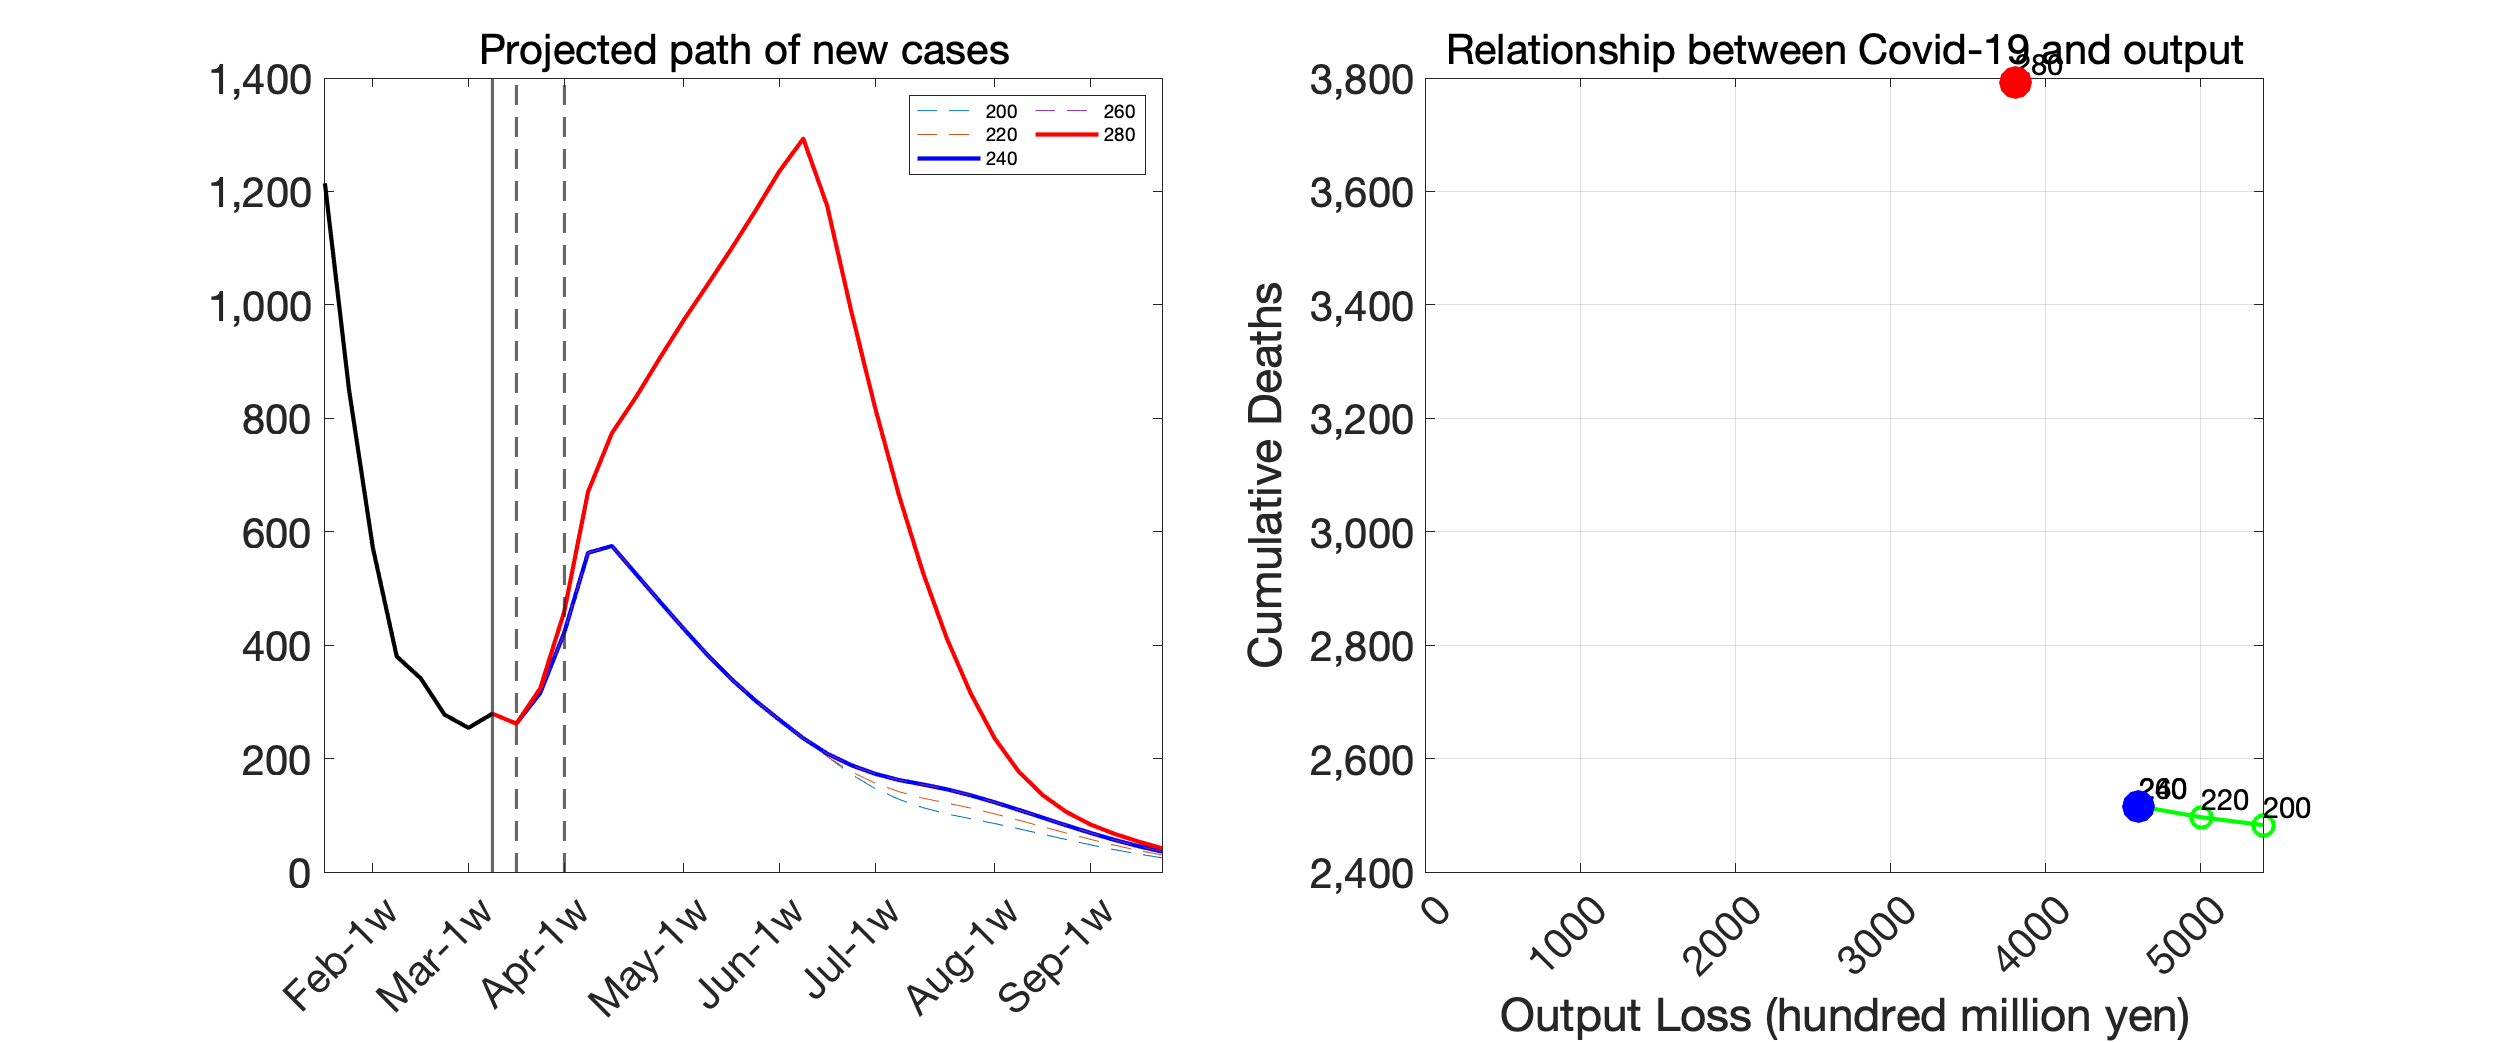 Projected path of new cases
1,400
1,200
1,000
800
600
400
200
0
200
220
240
260
280
Feb-1w
Mar-1w
Apr-1w
May-1w
Jun-1w
Jul-1w
Aug-1w
Sep-1w
Relationship between Covid-19 and output
Cumulative Deaths
3,800
3,600
3,400
3,200
3,000
2,800
2,600
2,400
280
220
200
0
1000
2000
3000
4000
5000
Output Loss (hundred million yen)